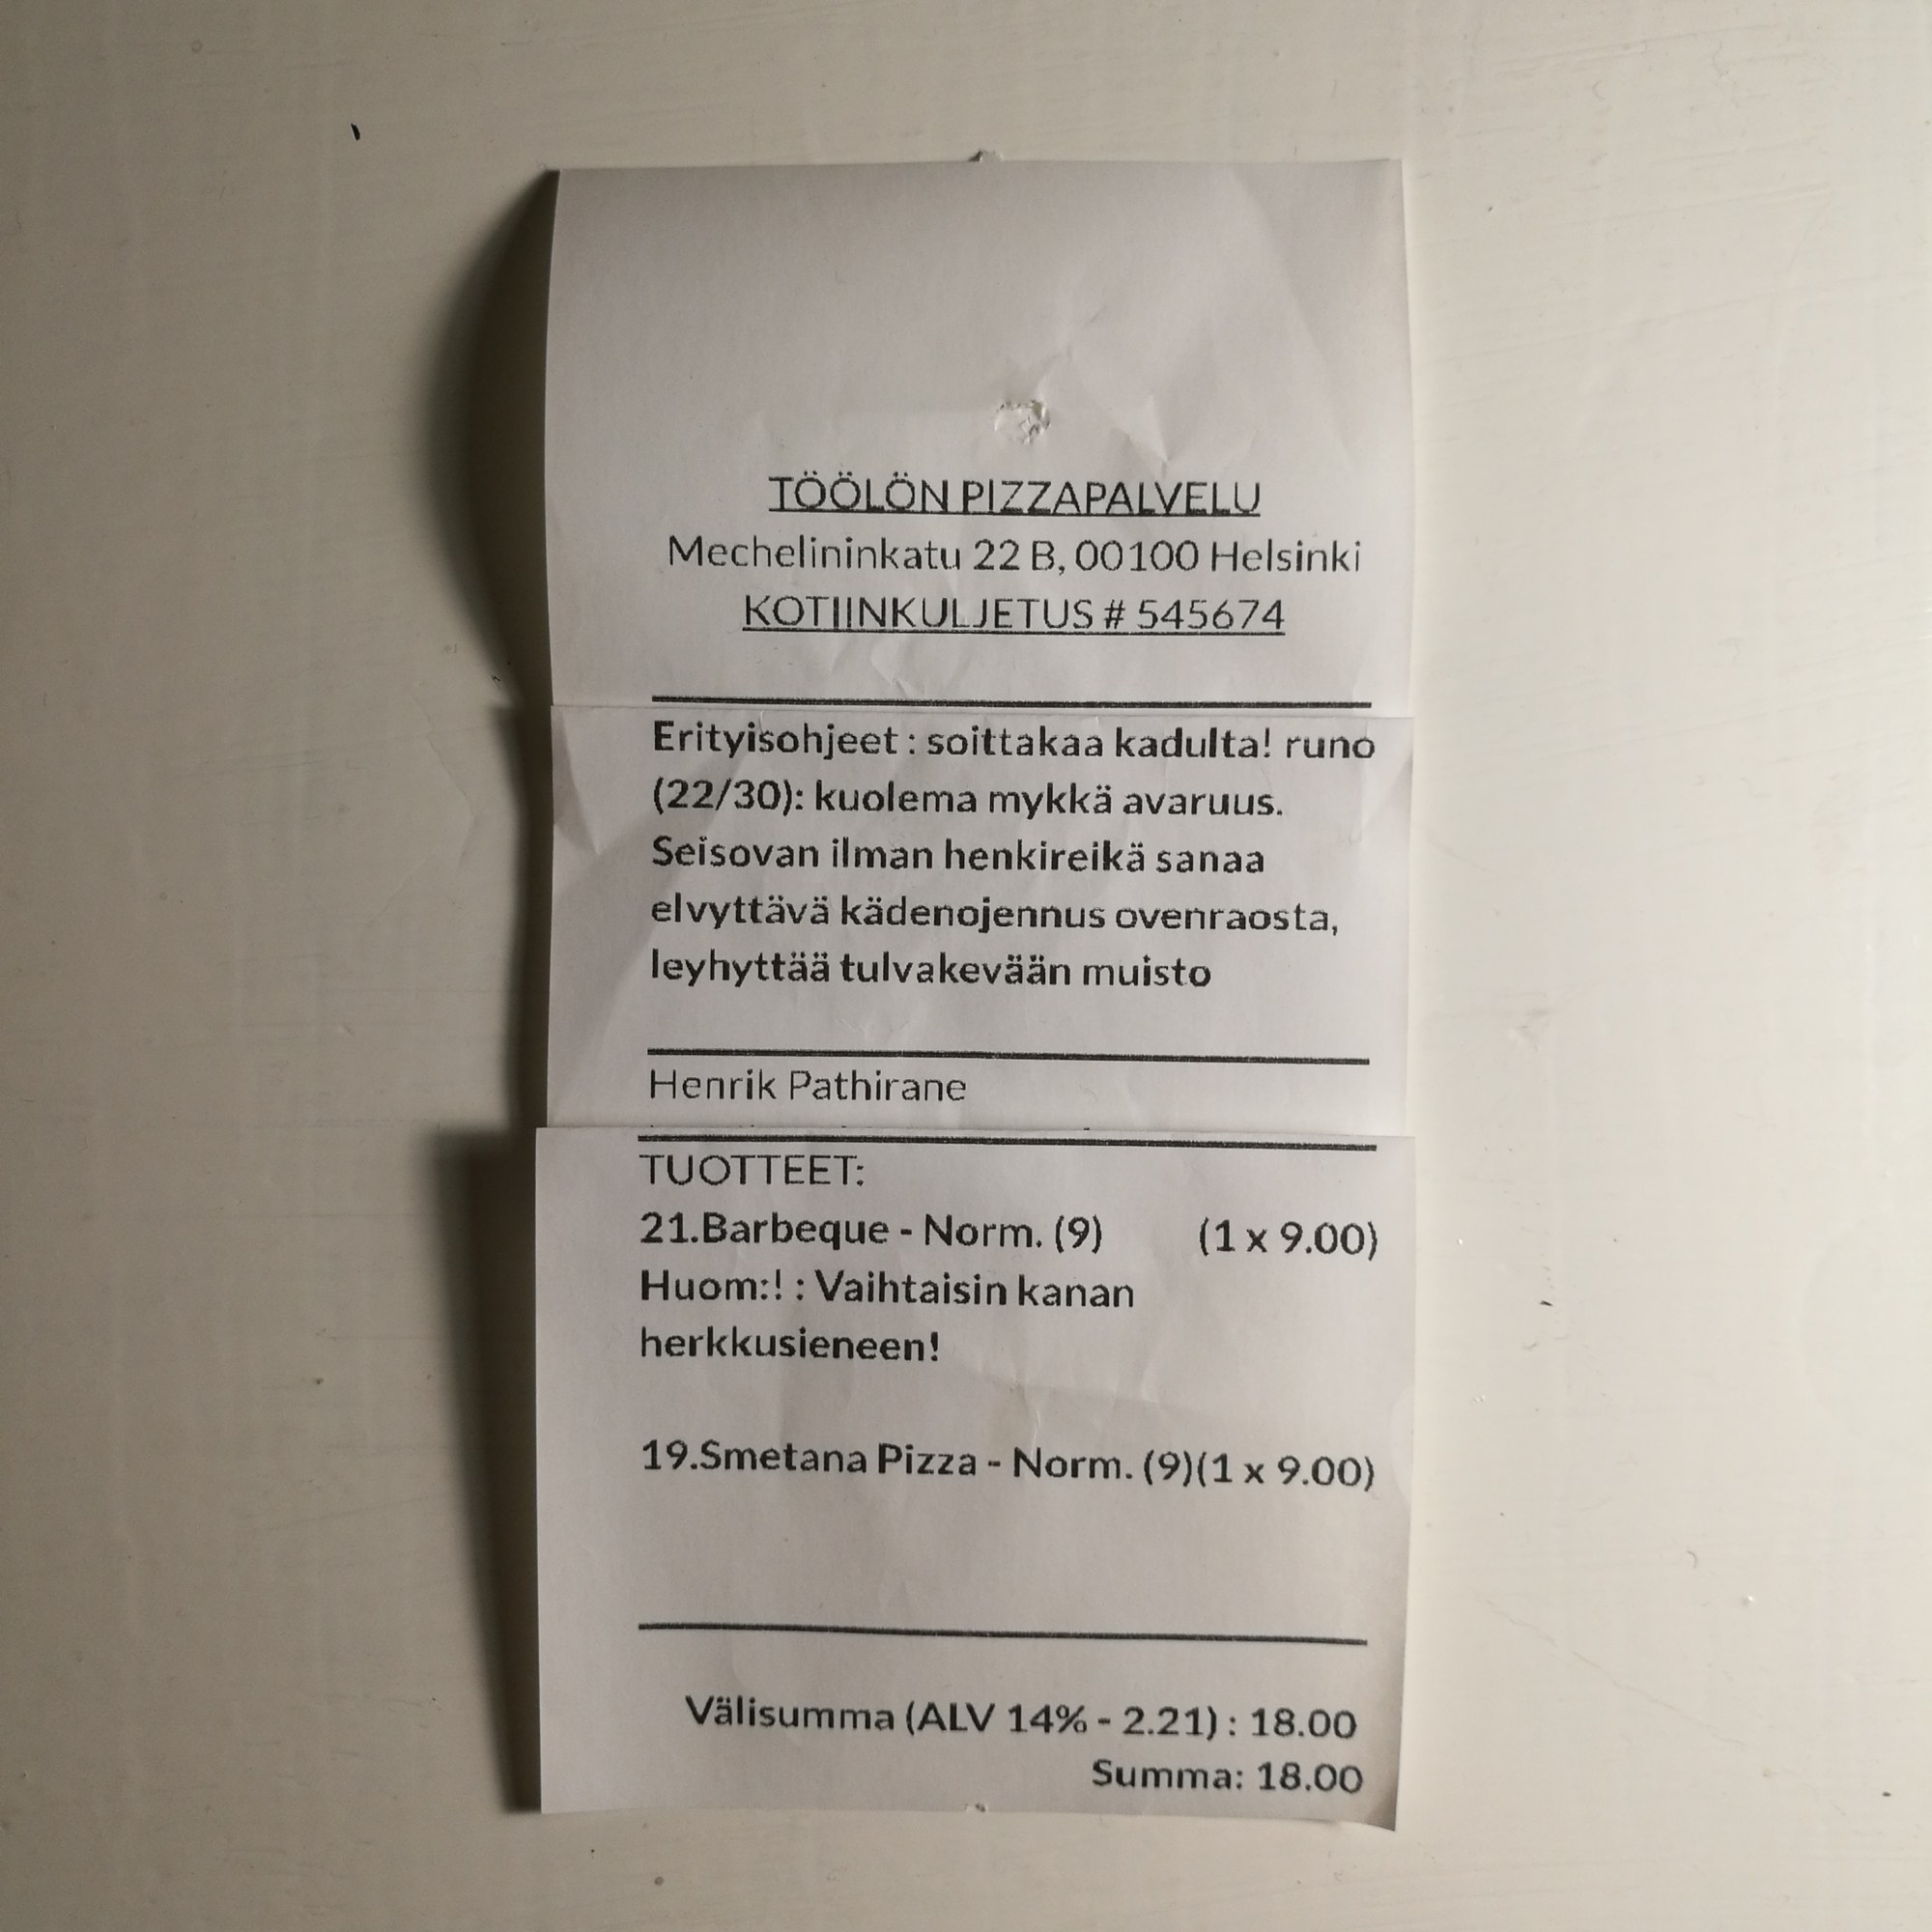 TÖÖLÖN PIZZAPALVELU
Mechelininkatu 22 B, 00100 Helsinki
KOTIINKULJETUS # 545674
Erityisohjeet : soittakaa kadulta! runo
(22/30): kuolema mykkä avaruus.
Seisovan ilman henkireikä sanaa
elvyttävä kädenojennus ovenraosta,
leyhyttää tulvakevään muisto
Henrik Pathirane
TUOTTEET:
21.Barbeque - Norm. (9) (1 x 9.00)
Huom:! : Vaihtaisin kanan
herkkusieneen!
19.Smetana Pizza - Norm. (9)(1 x 9.00)
Välisumma (ALV 14% - 2.21) : 18.00
Summa: 18.00